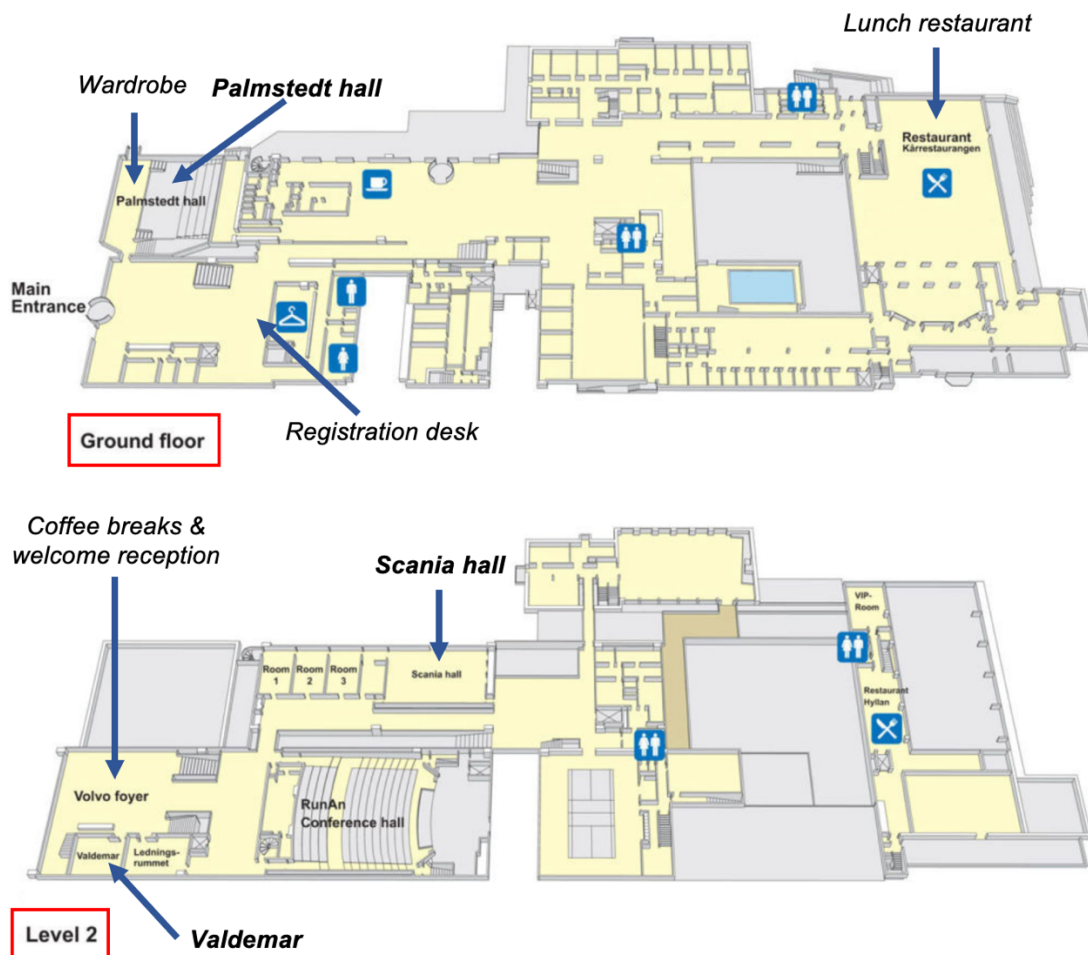 Lunch restaurant
Wardrobe
Palmstedt hall
Restaurant
Kårrestaurangen
Palmstedt hall
Main
Entrance
Registration desk
Ground floor
Coffee breaks &
welcome reception
Scania hall
VIP-
Room
Room
1
Room
2
Room
3
Scania hall
Restaurant
Hyllan
Volvo foyer
RunAn
Conference hall
Valdemar
Lednings-
rummet
Level 2
Valdemar